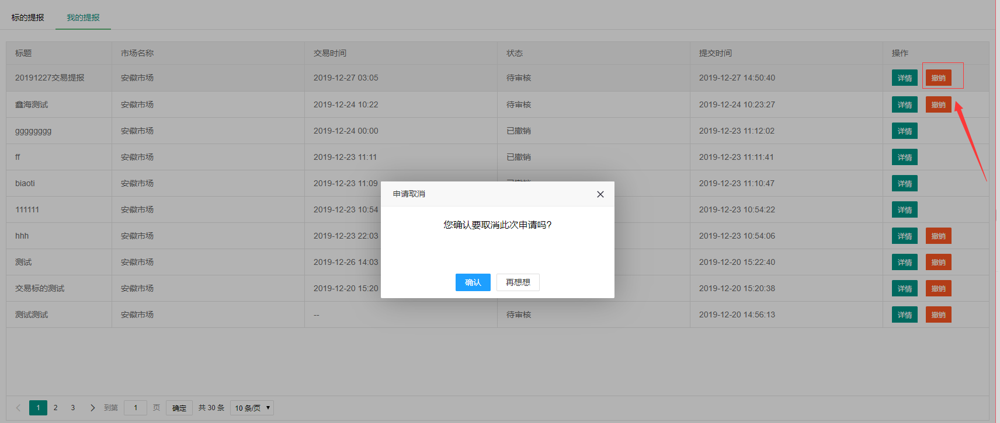 标的提报 我的提报
标题 市场名称 交易时间 状态 提交时间 操作
20191227交易提报 安徽市场 2019-12-27 03:05 待审核 2019-12-27 14:50:40 详情 撤销
鑫海测试 安徽市场 2019-12-24 10:22 待审核 2019-12-24 10:23:27 详情 撤销
gggggggg 安徽市场 2019-12-24 00:00 已撤销 2019-12-23 11:12:02 详情
ff 安徽市场 2019-12-23 11:11 已撤销 2019-12-23 11:11:41 详情
biaoti 安徽市场 2019-12-23 11:09 2019-12-23 11:10:47 详情
申请取消
111111 安徽市场 2019-12-23 10:54 2019-12-23 10:54:22 详情
您确认要取消此次申请吗?
hhh 安徽市场 2019-12-23 22:03 2019-12-23 10:54:06 详情 撤销
测试 安徽市场 2019-12-26 14:03 2019-12-20 15:22:40 详情 撤销
确认 再想想
交易标的测试 安徽市场 2019-12-20 15:20 2019-12-20 15:20:38 详情 撤销
测试测试 安徽市场 -- 待审核 2019-12-20 14:56:13 详情 撤销
1 2 3 到第 1 页 确定 共 30 条 10 条/页